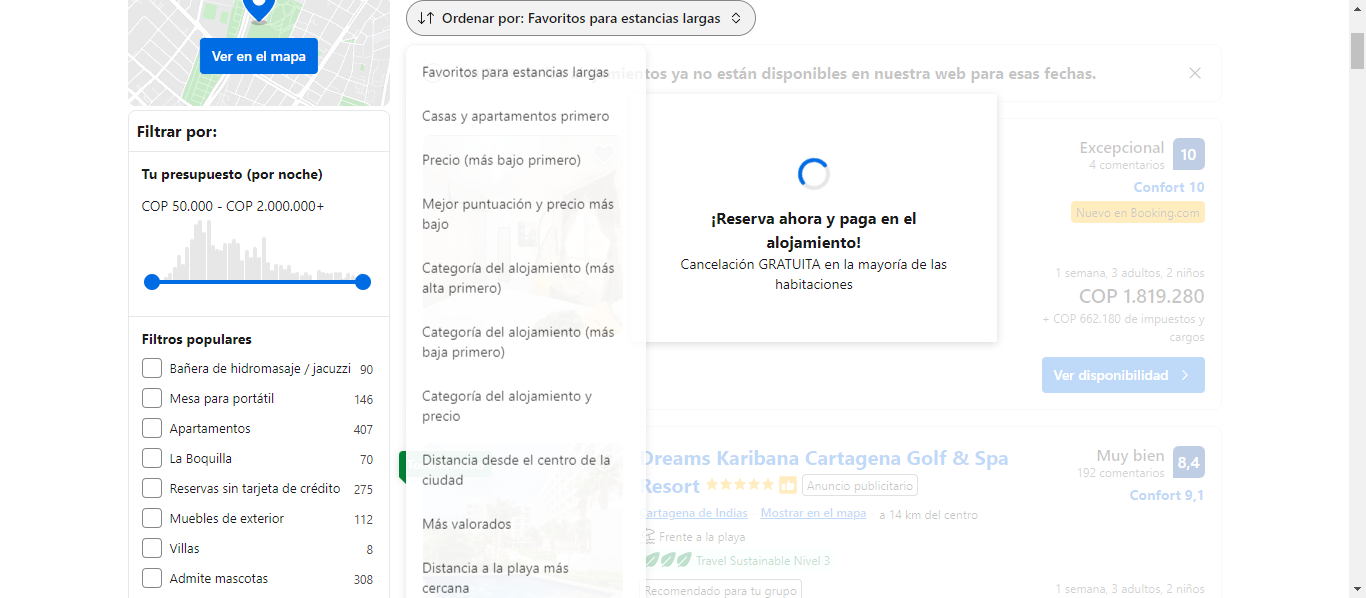 Ordenar por: Favoritos para estancias largas
Ver en el mapa
Filtrar por:
Tu presupuesto (por noche)
COP 50.000 - COP 2.000.000+
Filtros populares
Bañera de hidromasaje / jacuzzi 90
Mesa para portátil 146
Apartamentos 407
La Boquilla 70
Reservas sin tarjeta de crédito 275
Muebles de exterior 112
Villas 8
Admite mascotas 308
Favoritos para estancias largas
Casas y apartamentos primero
Precio (más bajo primero)
Mejor puntuación y precio más
bajo
Categoría del alojamiento (más
alta primero)
Categoría del alojamiento (más
baja primero)
Categoría del alojamiento y
precio
Distancia desde el centro de la
ciudad
Más valorados
Distancia a la playa más
cercana
ya no están disponibles en nuestra web para esas fechas.
¡Reserva ahora y paga en el
alojamiento!
Cancelación GRATUITA en la mayoría de las
habitaciones
Excepcional 10
4 comentarios
Confort 10
Nuevo en Booking.com
1 semana, 3 adultos, 2 niños
COP 1.819.280
+ COP 662.180 de impuestos y
cargos
Ver disponibilidad
Dreams Karibana Cartagena Golf & Spa
Resort Anuncio publicitario
Cartagena de Indias Mostrar en el mapa a 14 km del centro
Frente a la playa
Travel Sustainable Nivel 3
Recomendado para tu grupo
Muy bien 8,4
192 comentarios
Confort 9,1
1 semana, 3 adultos, 2 niños